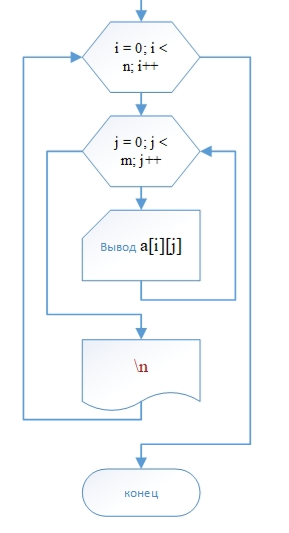 i = 0; i <
n; i++
j = 0; j <
m; j++
Вывод a[i][j]
\n
конец